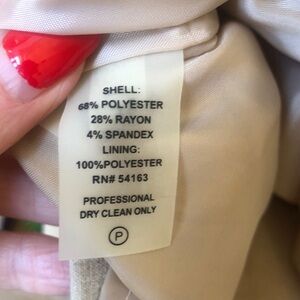 SHELL:
68% POLYESTER
28% RAYON
4% SPANDEX
LINING:
100%POLYESTER
RN# 54163
PROFESSIONAL
DRY CLEAN ONLY
P